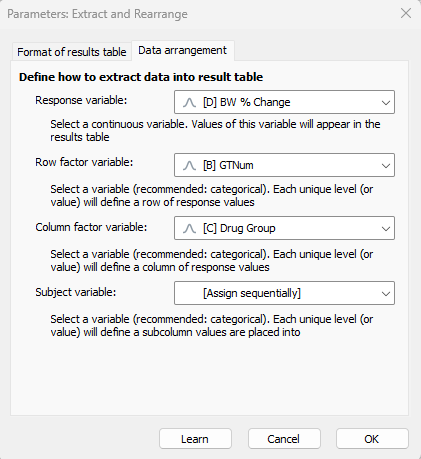 Parameters: Extract and Rearrange
Format of results table
Data arrangement
Define how to extract data into result table
Response variable:
[D] BW % Change
Select a continuous variable. Values of this variable will appear in the
results table
Row factor variable:
[B] GTNum
Select a variable (recommended: categorical). Each unique level (or
value) will define a row of response values
Column factor variable:
[C] Drug Group
Select a variable (recommended: categorical). Each unique level (or
value) will define a column of response values
Subject variable:
[Assign sequentially]
Select a variable (recommended: categorical). Each unique level (or
value) will define a subcolumn values are placed into
Learn
Cancel
OK